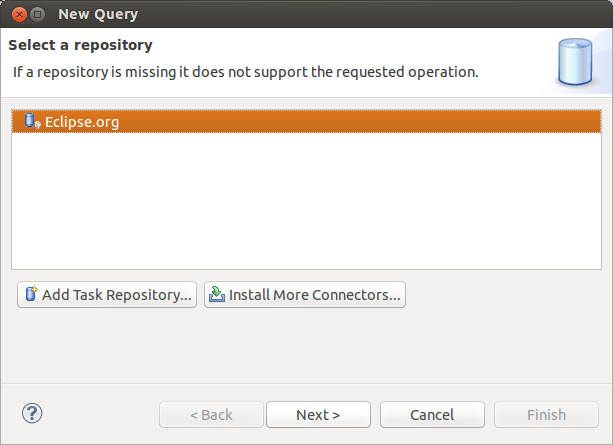 New Query
Select a repository
If a repository is missing it does not support the requested operation.
Eclipse.org
Add Task Repository... Install More Connectors...
? < Back Next > Cancel Finish